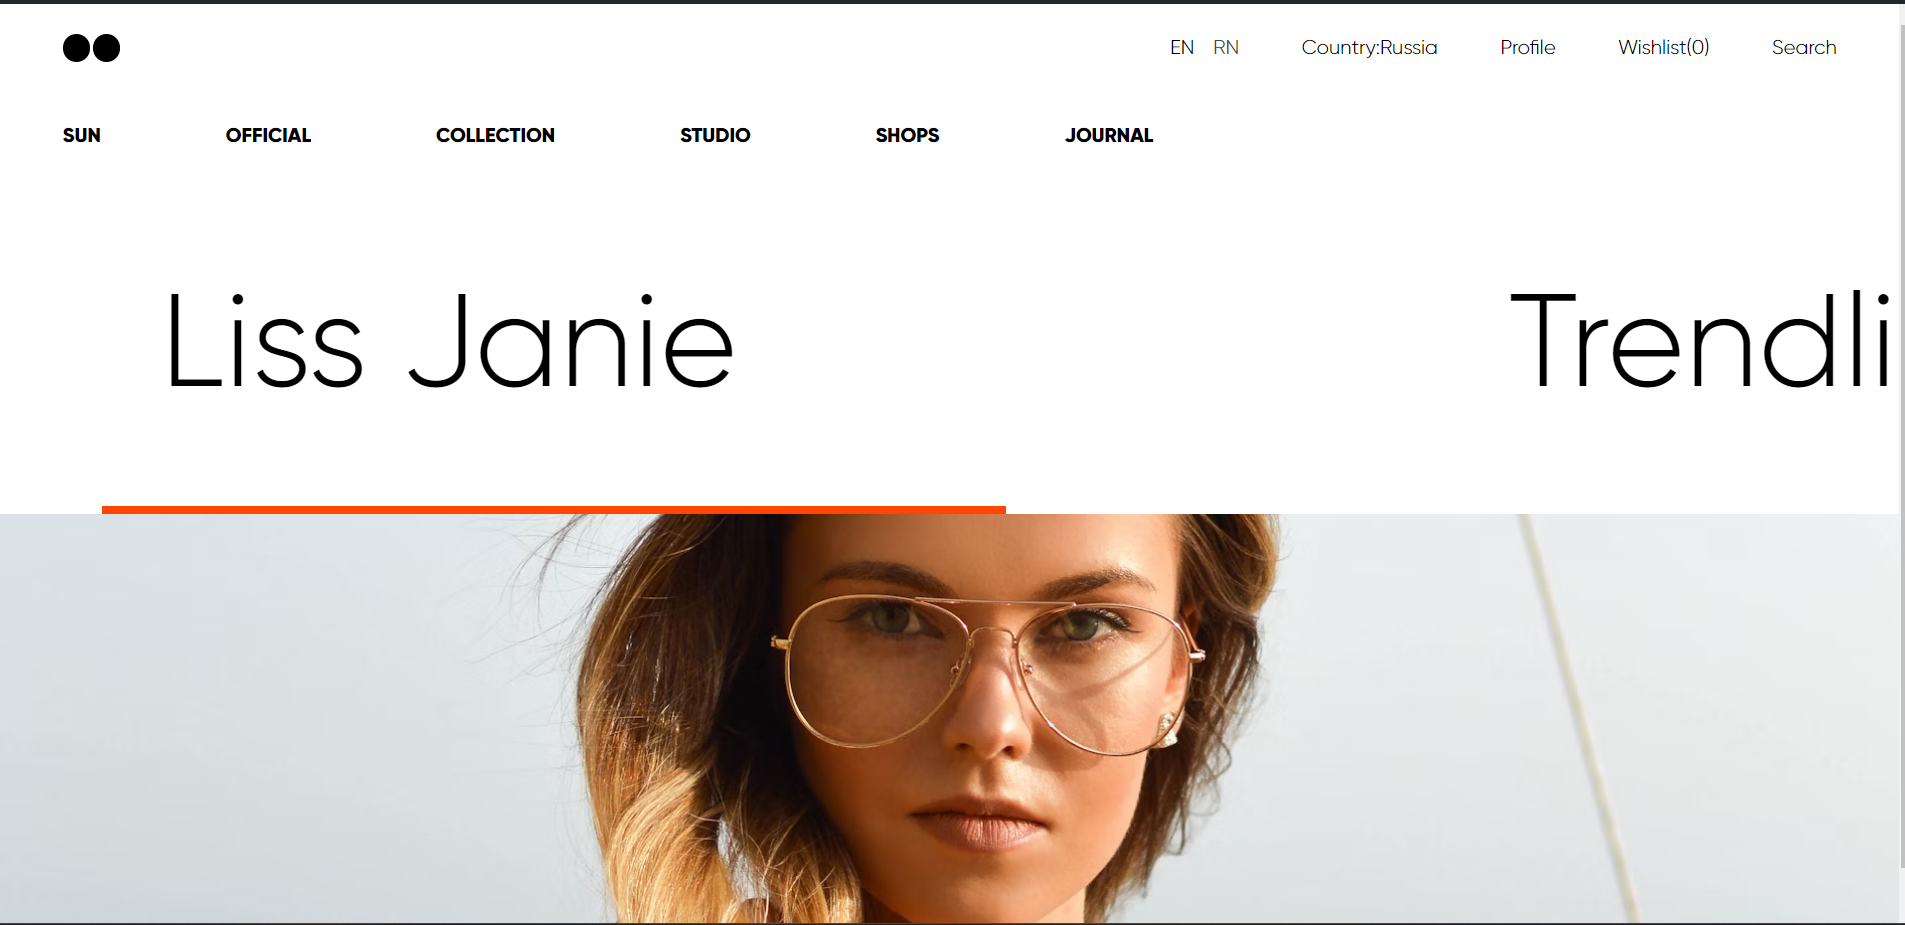 EN RN Country:Russia Profile Wishlist(0) Search
SUN OFFICIAL COLLECTION STUDIO SHOPS JOURNAL
Liss Janie Trendli